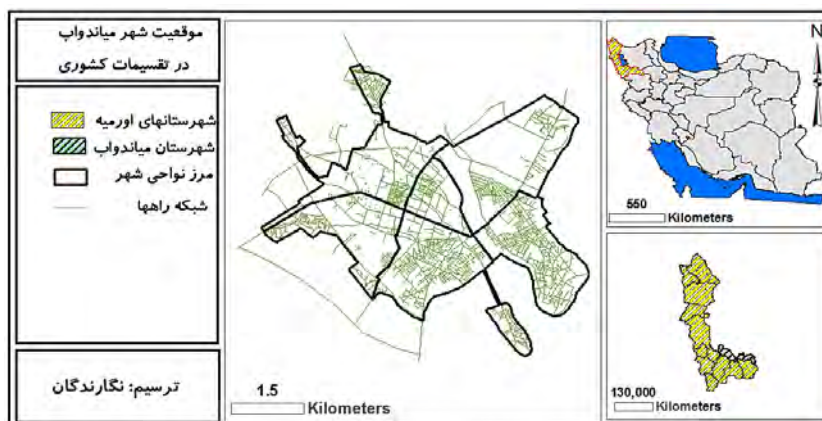 موقعیت شهر میاندواب
در تقسیمات کشوری
شهرستانهای اورمیه
شهرستان میاندواب
مرز نواحی شهر
شبکه راهها
ترسیم: نگارندگان
1.5
Kilometers
N
550
Kilometers
130,000
Kilometers